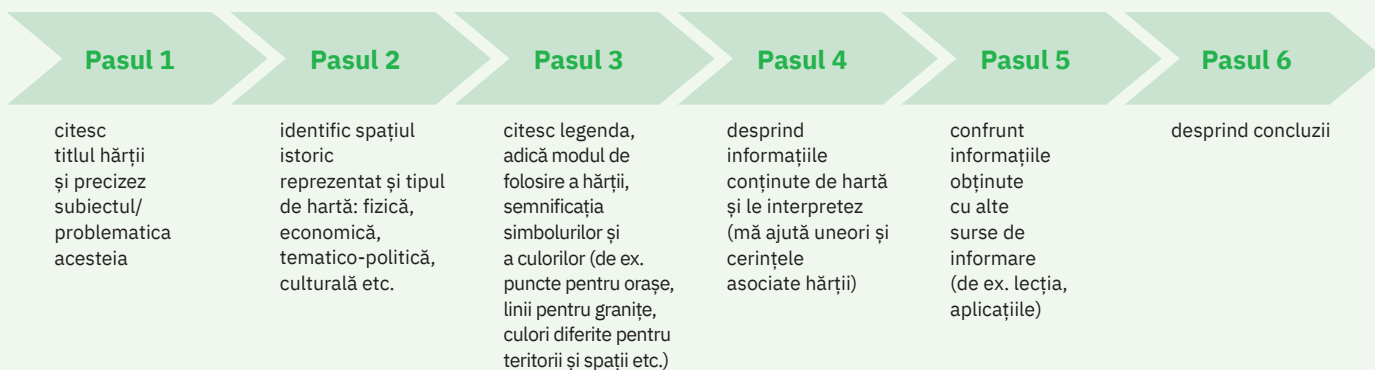 Pasul 1
citesc
titlul hărții
și precizez
subiectul/
problematica
acesteia
Pasul 2
identific spațiul
istoric
reprezentat și tipul
de hartă: fizică,
economică,
tematico-politică,
culturală etc.
Pasul 3
citesc legenda,
adică modul de
folosire a hărții,
semnificația
simbolurilor și
a culorilor (de ex.
puncte pentru orașe,
linii pentru granițe,
culori diferite pentru
teritorii și spații etc.)
Pasul 4
desprind
informațiile
conținute de hartă
și le interpretez
(mă ajută uneori și
cerințele
asociate hărții)
Pasul 5
confrunt
informațiile
obținute
cu alte
surse de
informare
(de ex. lecția,
aplicațiile)
Pasul 6
desprind concluzii